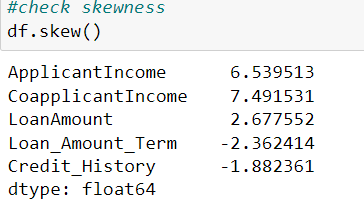 #check skewness
df.skew()
ApplicantIncome 6.539513
CoapplicantIncome 7.491531
LoanAmount 2.677552
Loan_Amount_Term -2.362414
Credit_History -1.882361
dtype: float64